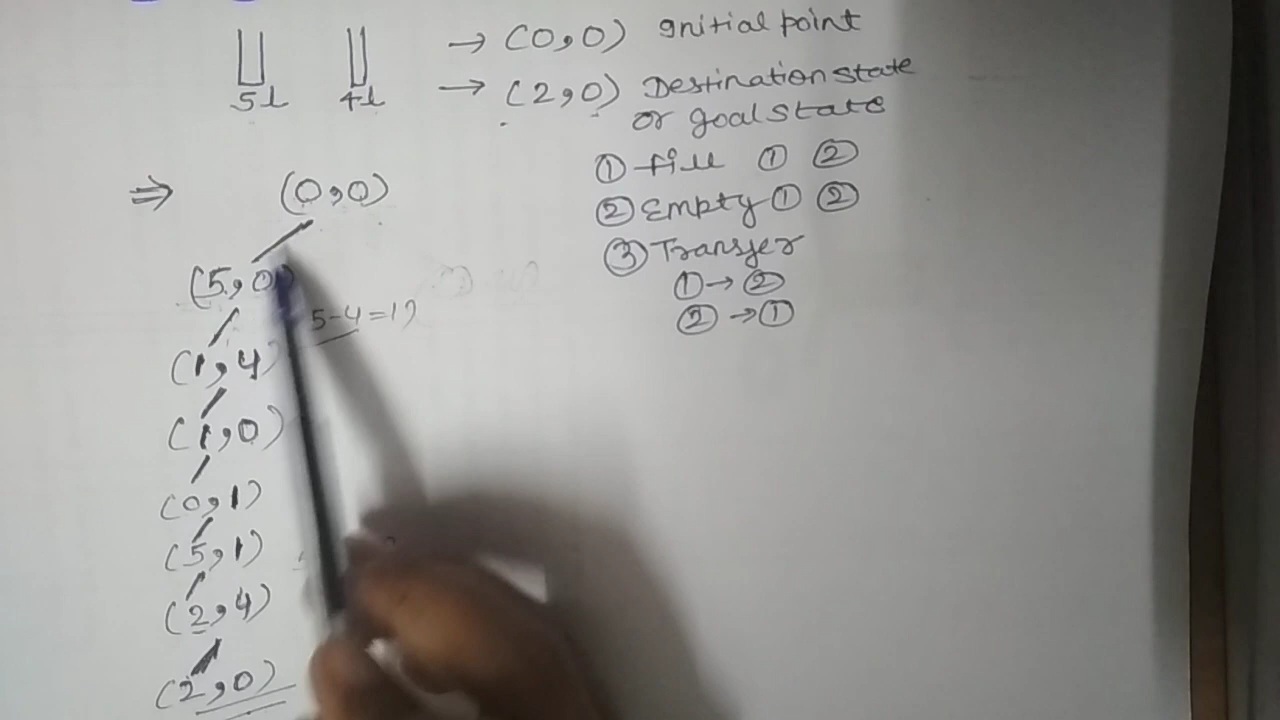 → (0,0) Initial point
5l 4l → (2,0) Destination state
or goal state
① fill ① ②
⇒ (0,0)
② Empty ① ②
③ Transfer
(5,0)
① → ②
5-4=1)
② → ①
(1,4)
(1,0)
(0,1)
(5,1)
(2,4)
(2,0)